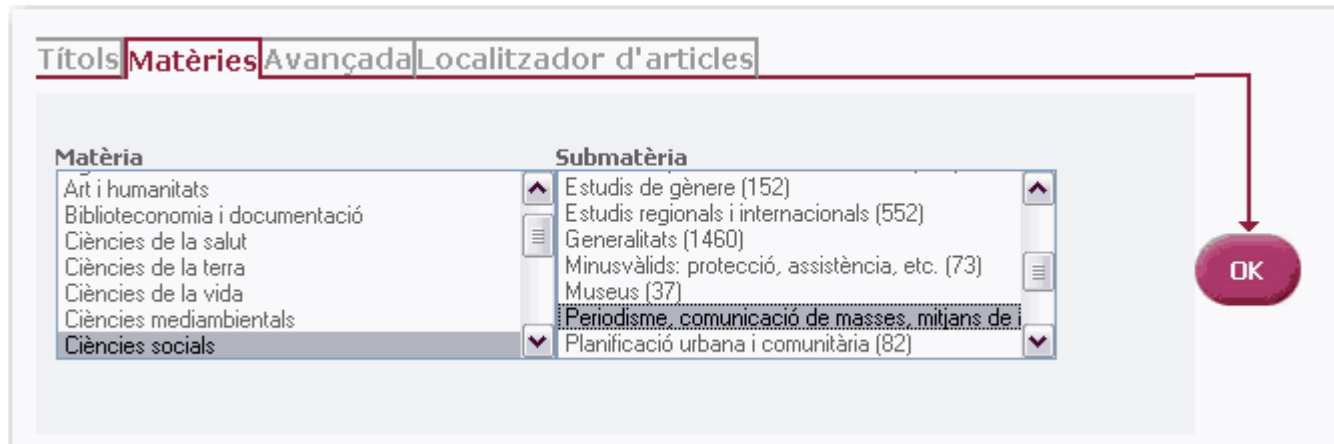 Títols Matèries Avançada Localitzador d'articles
Matèria
Art i humanitats
Biblioteconomia i documentació
Ciències de la salut
Ciències de la terra
Ciències de la vida
Ciències mediambientals
Ciències socials
Submatèria
Estudis de gènere (152)
Estudis regionals i internacionals (552)
Generalitats (1460)
Minusvàlids: protecció, assistència, etc. (73)
Museus (37)
Periodisme, comunicació de masses, mitjans de i
Planificació urbana i comunitària (82)
OK